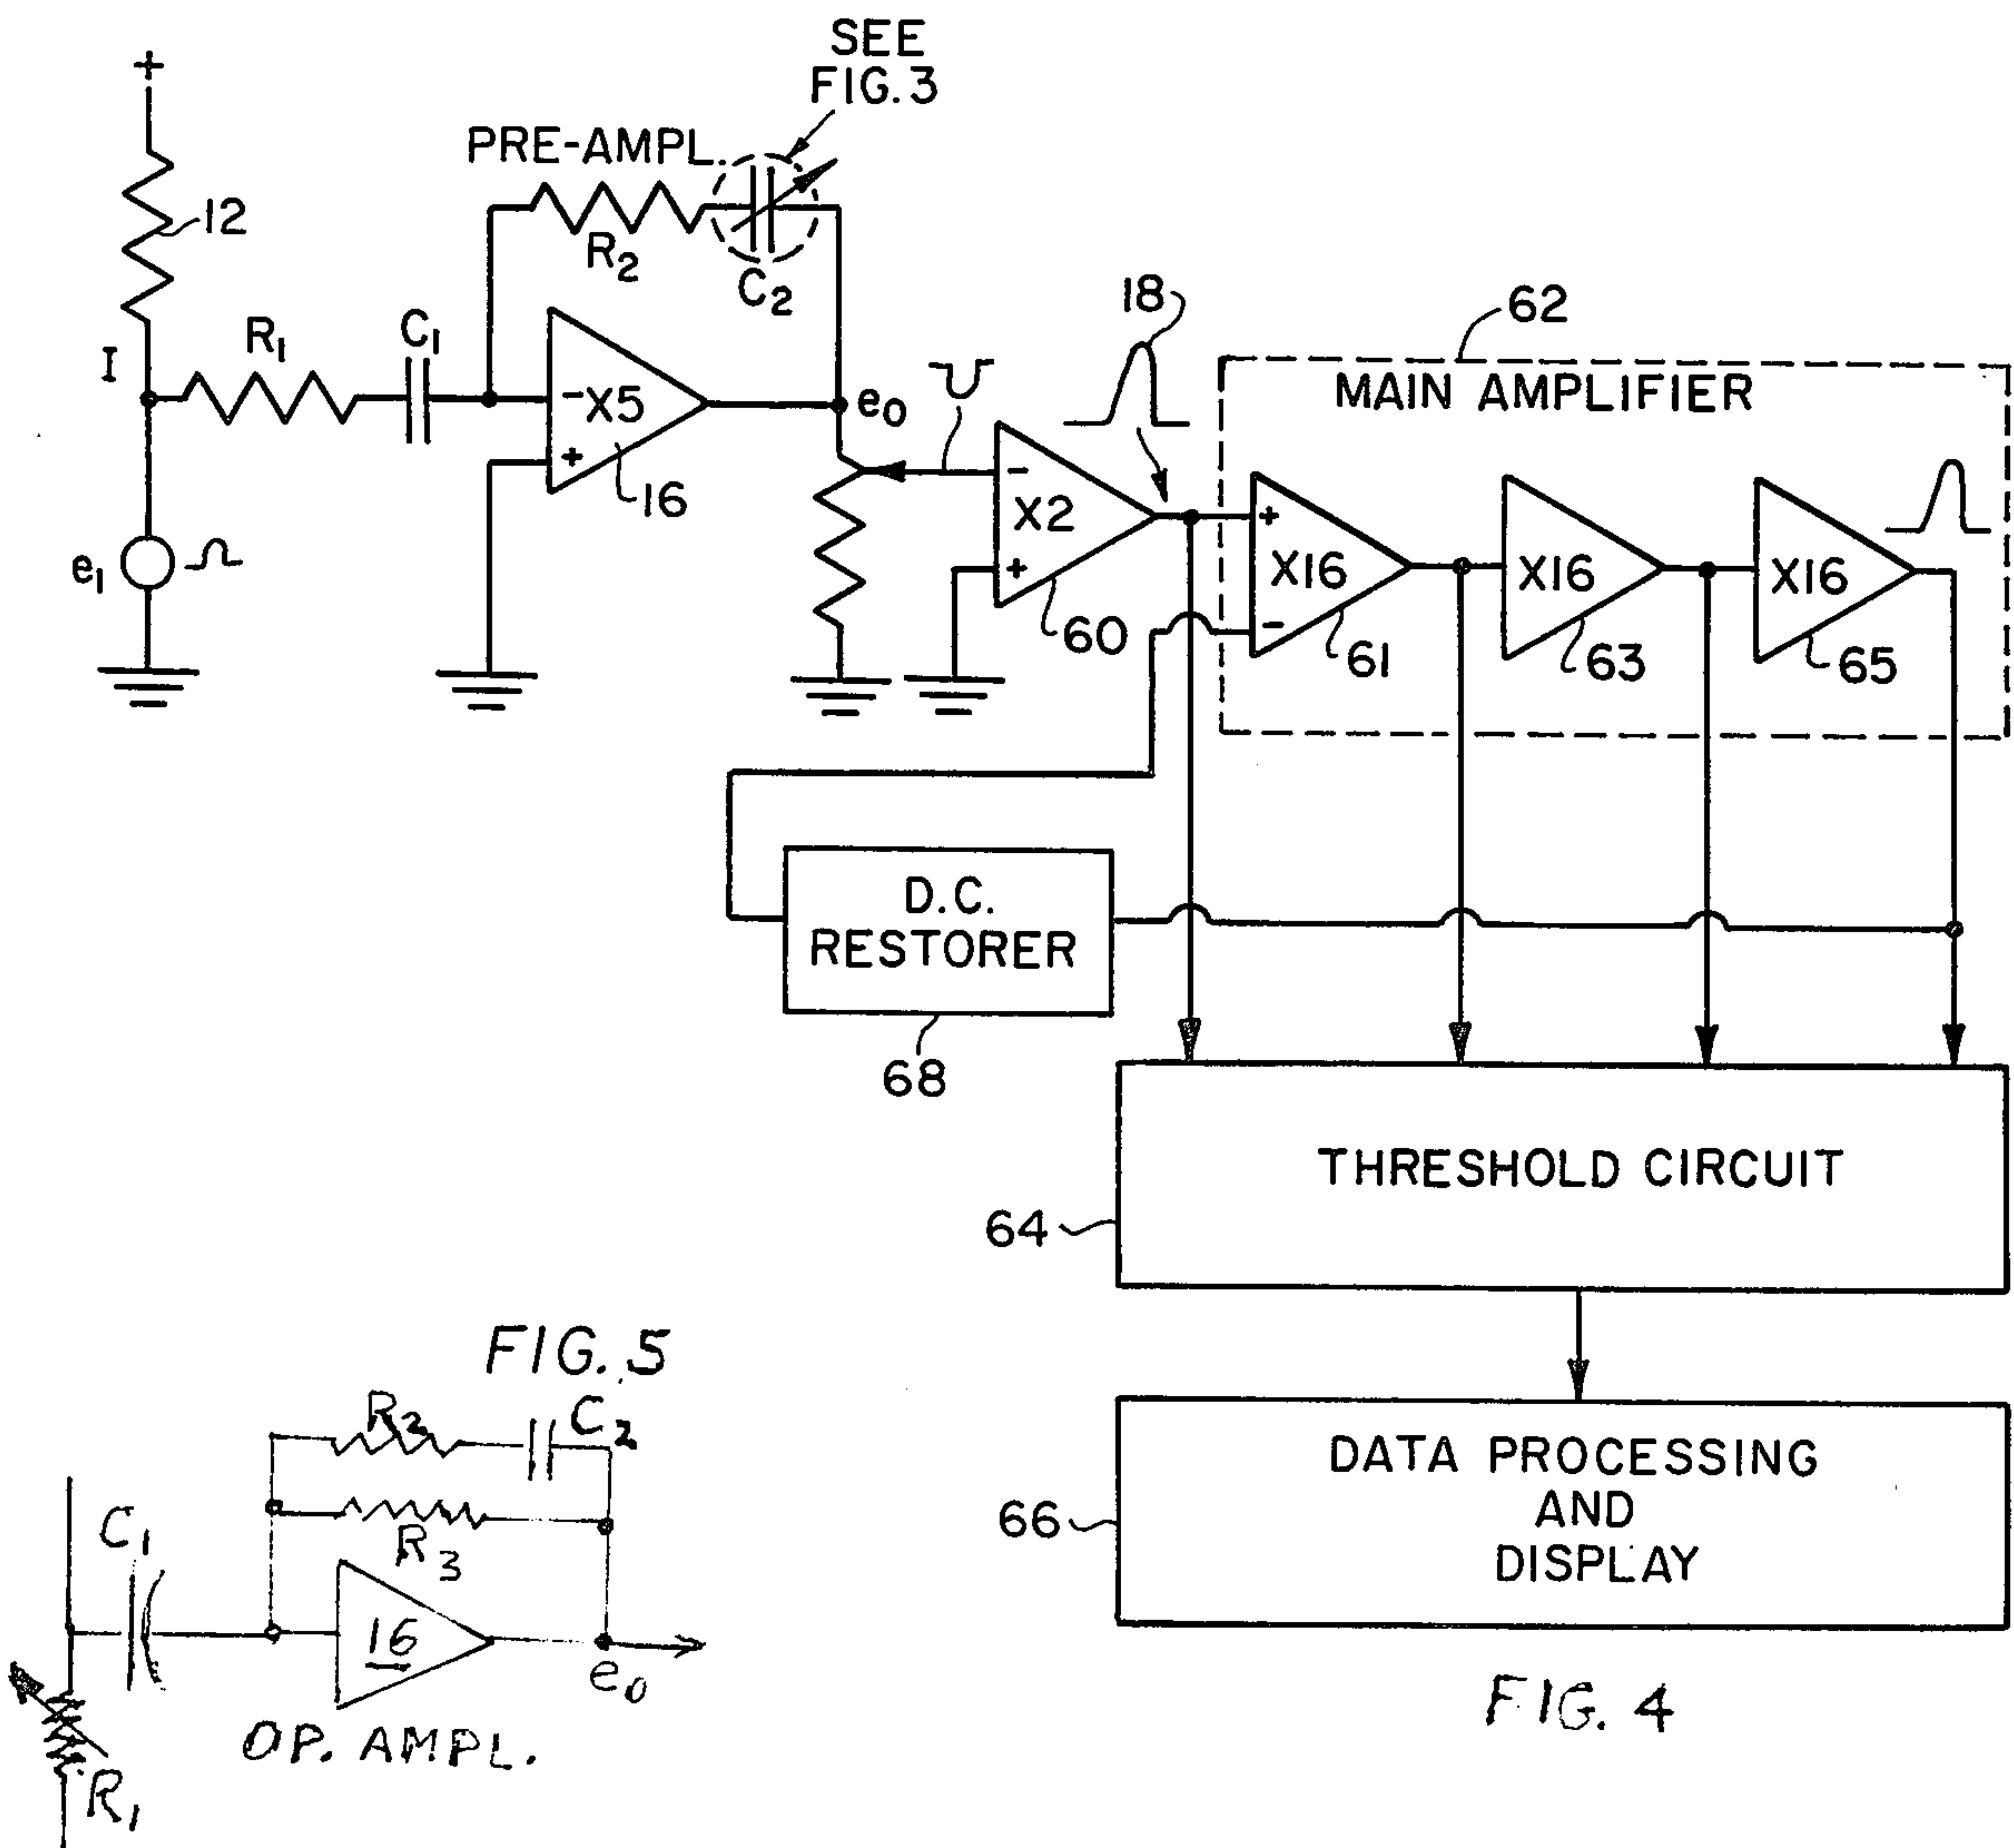 SEE
FIG. 3
+
PRE-AMPL.
12
R2
C2
I
R1
C1
- X5
+
16
e0
e1
18
-
X2
+
60
62
MAIN AMPLIFIER
+
X16
-
61
X16
63
X16
65
D.C.
RESTORER
68
THRESHOLD CIRCUIT
64
DATA PROCESSING
AND
DISPLAY
66
FIG. 4
FIG. 5
R2
C2
R3
C1
16
e0
OP. AMPL.
R1